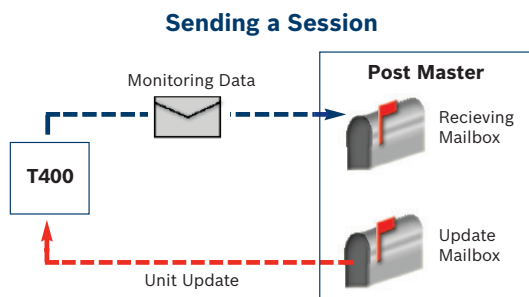 Sending a Session
Monitoring Data
Post Master
Recieving
Mailbox
T400
Update
Mailbox
Unit Update